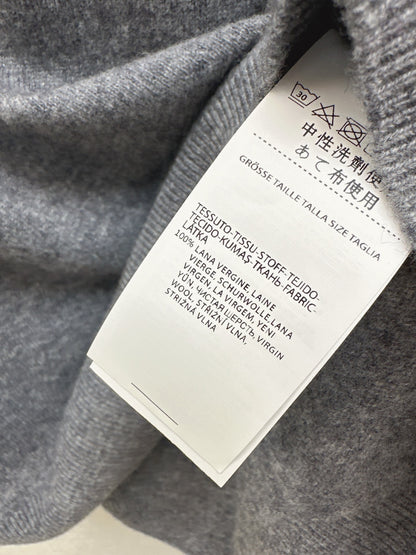 30
中性洗剤使
あて布使用
GRÖSSE TAILLE TALLA SIZE TAGLIA
TESSUTO-TISSU-STOFF-TEJIDO-
TECIDO-KUMAŞ-ТКАНЬ-FABRIC-
LÁTKA
100% LANA VERGINE, LAINE
VIERGE, SCHURWOLLE, LANA
VIRGEN, LA VIRGEM, YENI
YÜN, ЧИСТАЯ ШЕРСТЬ, VIRGIN
WOOL, STRIŽNÍ VLNA,
STRIŽNÁ VLNA